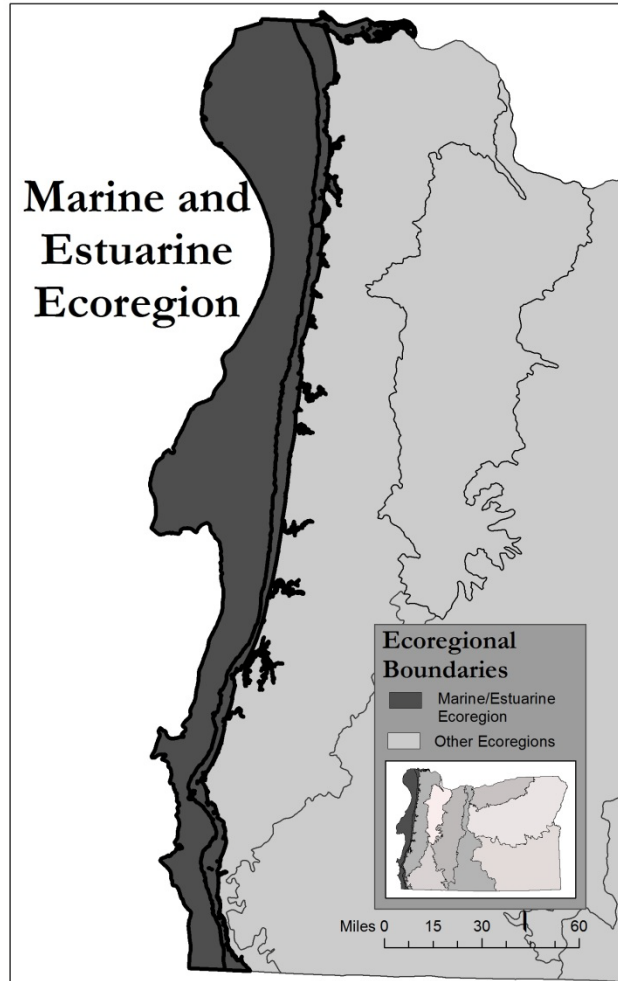 Marine and
Estuarine
Ecoregion
Ecoregional
Boundaries
Marine/Estuarine
Ecoregion
Other Ecoregions
Miles 0 15 30 60